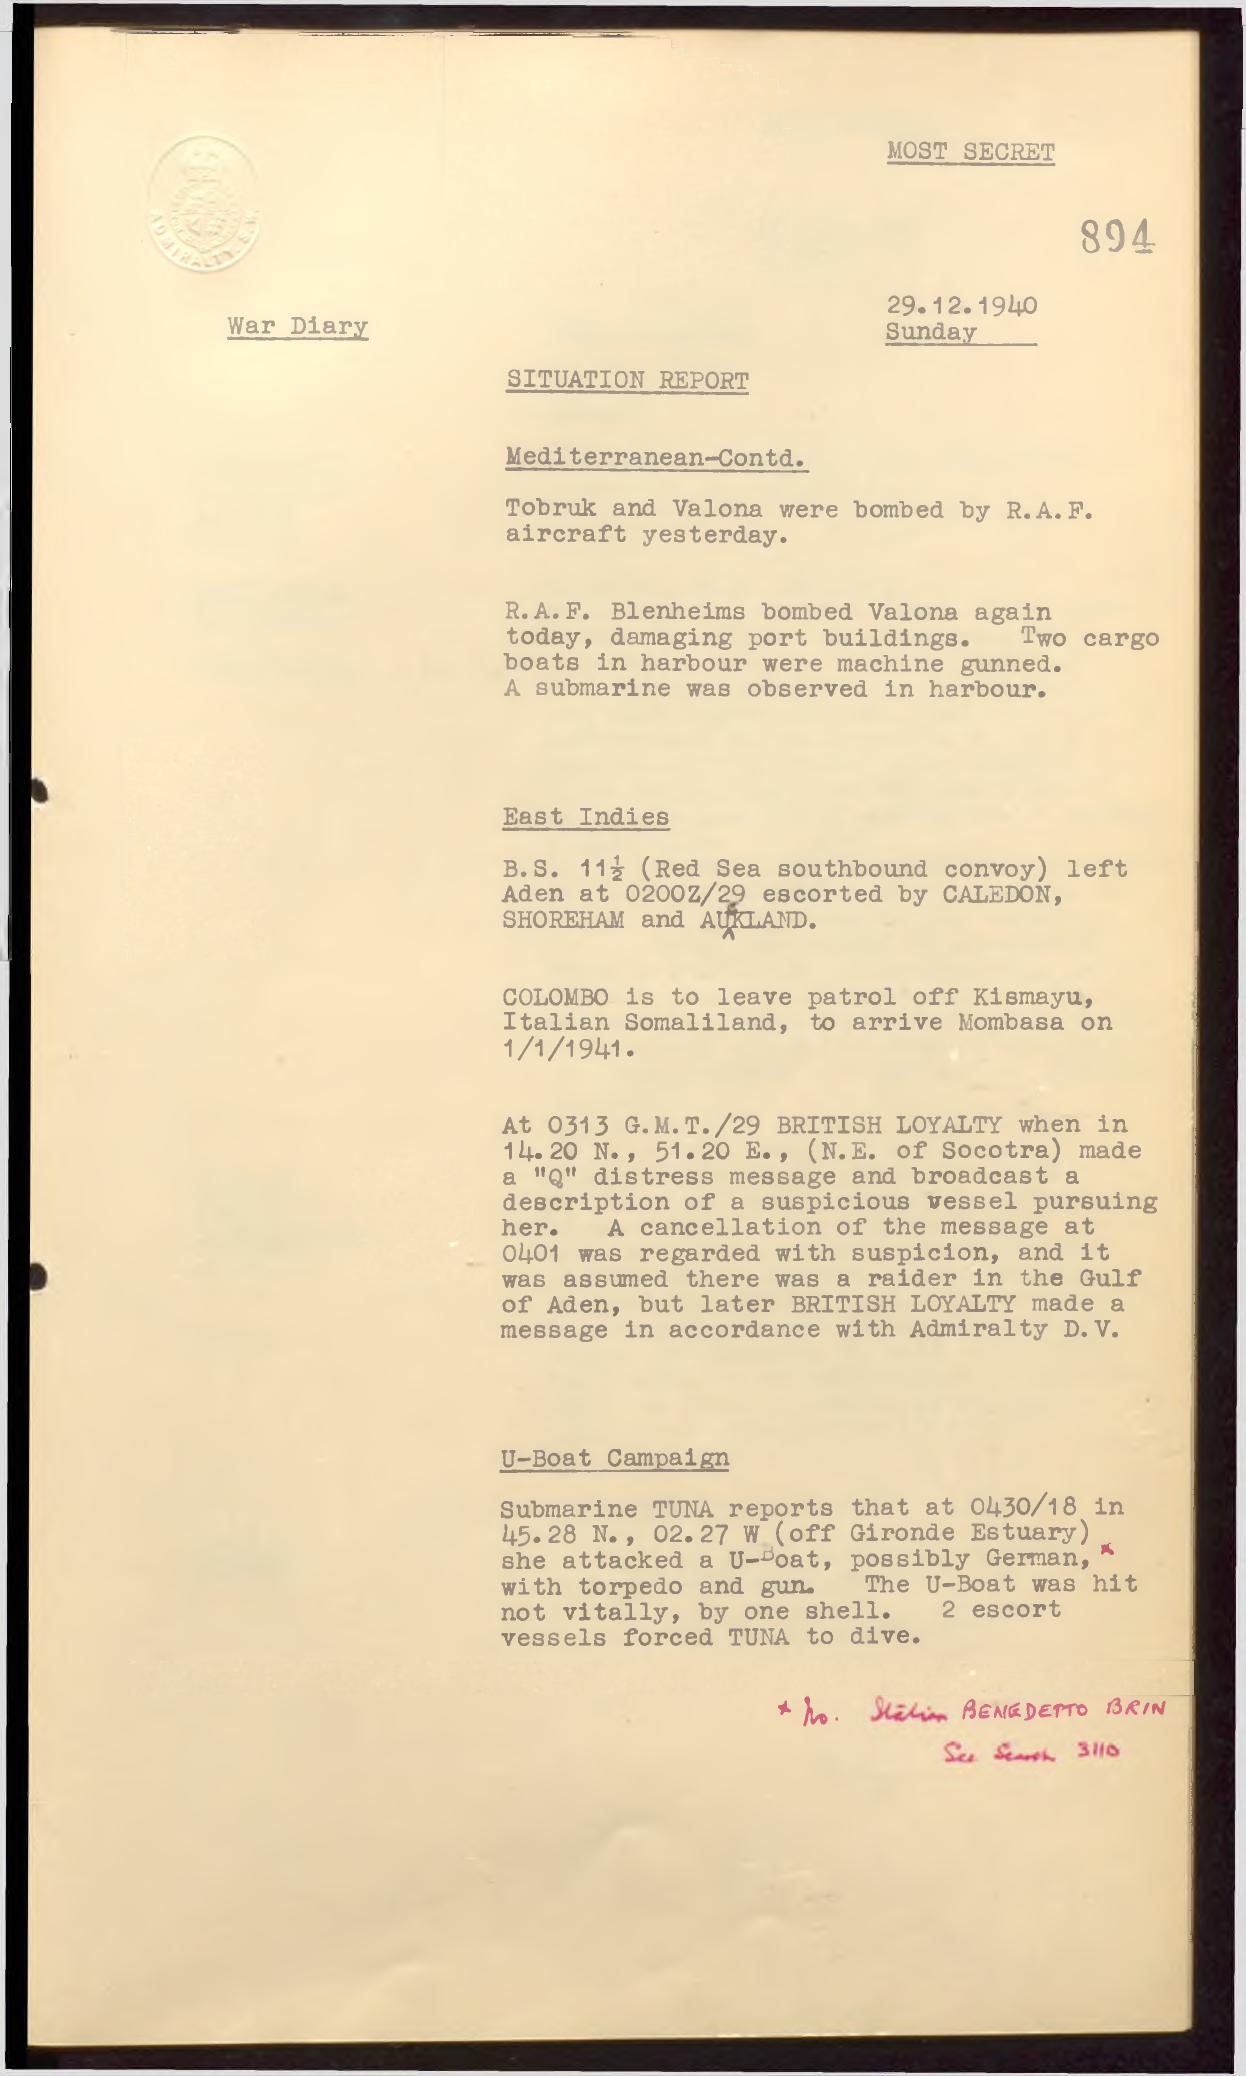 MOST SECRET
ADMIRALTY. S.W.
894
29.12.1940
War Diary
Sunday
SITUATION REPORT
Mediterranean-Contd.
Tobruk and Valona were bombed by R.A.F.
aircraft yesterday.
R.A.F. Blenheims bombed Valona again
today, damaging port buildings. Two cargo
boats in harbour were machine gunned.
A submarine was observed in harbour.
East Indies
B.S. 11½ (Red Sea southbound convoy) left
Aden at 0200Z/29 escorted by CALEDON,
SHOREHAM and AUCKLAND.
COLOMBO is to leave patrol off Kismayu,
Italian Somaliland, to arrive Mombasa on
1/1/1941.
At 0313 G.M.T./29 BRITISH LOYALTY when in
14.20 N., 51.20 E., (N.E. of Socotra) made
a "Q" distress message and broadcast a
description of a suspicious vessel pursuing
her. A cancellation of the message at
0401 was regarded with suspicion, and it
was assumed there was a raider in the Gulf
of Aden, but later BRITISH LOYALTY made a
message in accordance with Admiralty D.V.
U-Boat Campaign
Submarine TUNA reports that at 0430/18 in
45.28 N., 02.27 W (off Gironde Estuary)
she attacked a U-Boat, possibly German, x
with torpedo and gun. The U-Boat was hit
not vitally, by one shell. 2 escort
vessels forced TUNA to dive.
x No. Italian BENEDETTO BRIN
See Search 3110